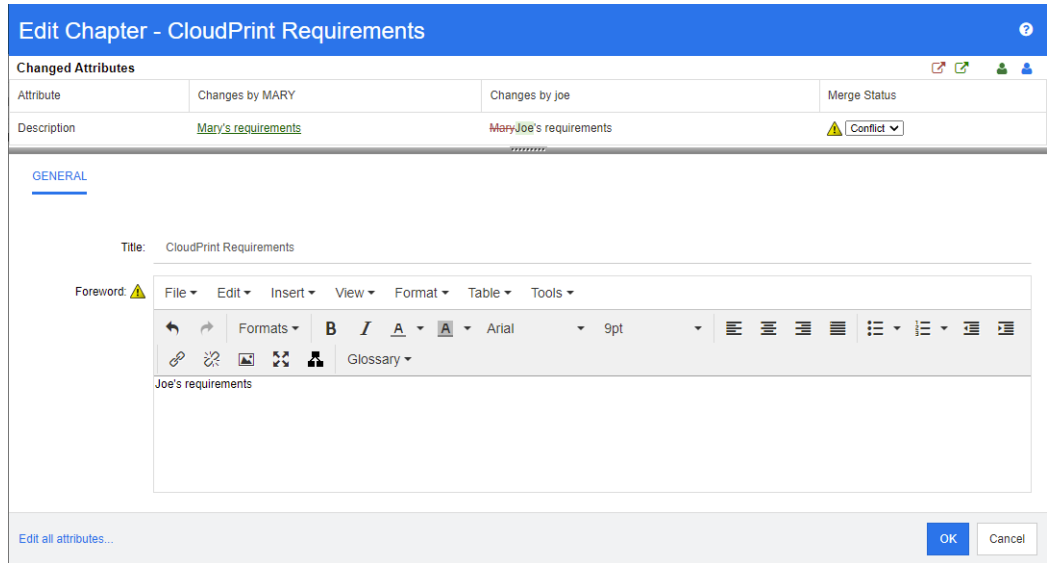 Edit Chapter - CloudPrint Requirements
?
Changed Attributes
Attribute Changes by MARY Changes by joe Merge Status
Description Mary's requirements MaryJoe's requirements Conflict
GENERAL
Title: CloudPrint Requirements
Foreword: File Edit Insert View Format Table Tools
Formats B I A A Arial 9pt
Glossary
Joe's requirements
Edit all attributes... OK Cancel